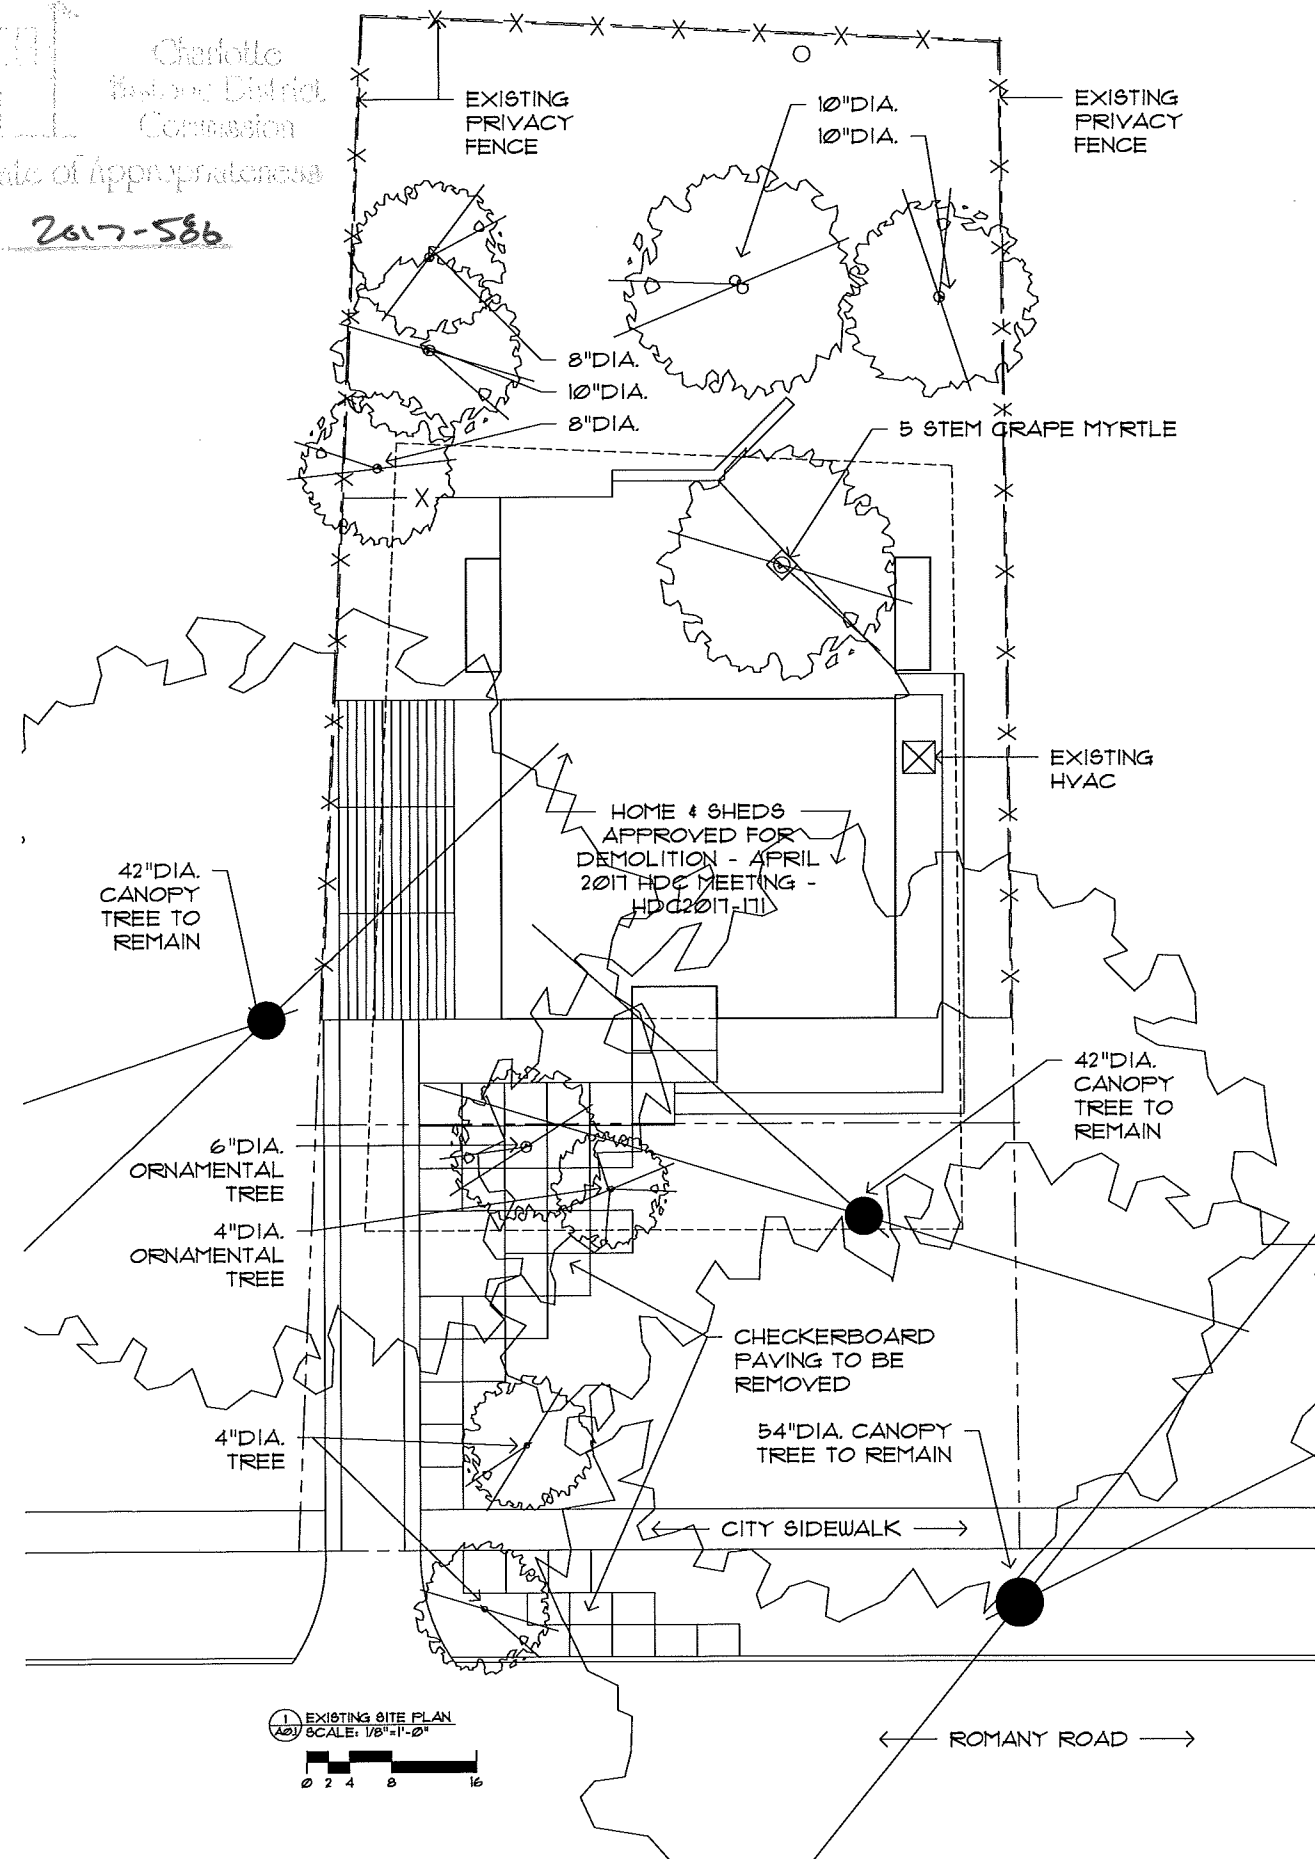 Charlotte
Historic District
Commission
ate of Appropriateness
2017-586
EXISTING
PRIVACY
FENCE
10"DIA.
10"DIA.
EXISTING
PRIVACY
FENCE
8"DIA.
10"DIA.
8"DIA.
5 STEM CRAPE MYRTLE
EXISTING
HVAC
HOME & SHEDS
APPROVED FOR
DEMOLITION - APRIL
2017 HDC MEETING -
HDC2017-171
42"DIA.
CANOPY
TREE TO
REMAIN
42"DIA.
CANOPY
TREE TO
REMAIN
6"DIA.
ORNAMENTAL
TREE
4"DIA.
ORNAMENTAL
TREE
CHECKERBOARD
PAVING TO BE
REMOVED
4"DIA.
TREE
54"DIA. CANOPY
TREE TO REMAIN
CITY SIDEWALK
1
A0.1
EXISTING SITE PLAN
SCALE: 1/8"=1'-0"
0 2 4 8 16
ROMANY ROAD